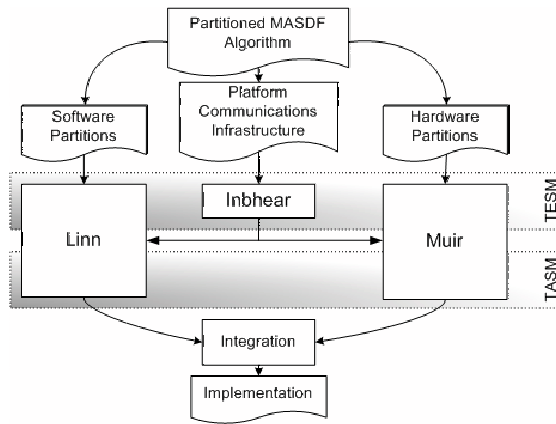 Partitioned MASDF
Algorithm
Software
Partitions
Platform
Communications
Infrastructure
Hardware
Partitions
Linn
Inbhear
Muir
TESM
TASM
Integration
Implementation